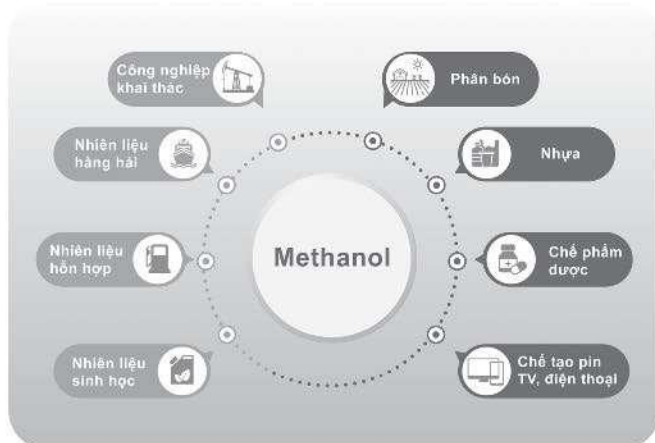 Công nghiệp
khai thác
Phân bón
Nhiên liệu
hàng hải
Nhựa
Methanol
Nhiên liệu
hỗn hợp
Chế phẩm
dược
Nhiên liệu
sinh học
Chế tạo pin
TV, điện thoại